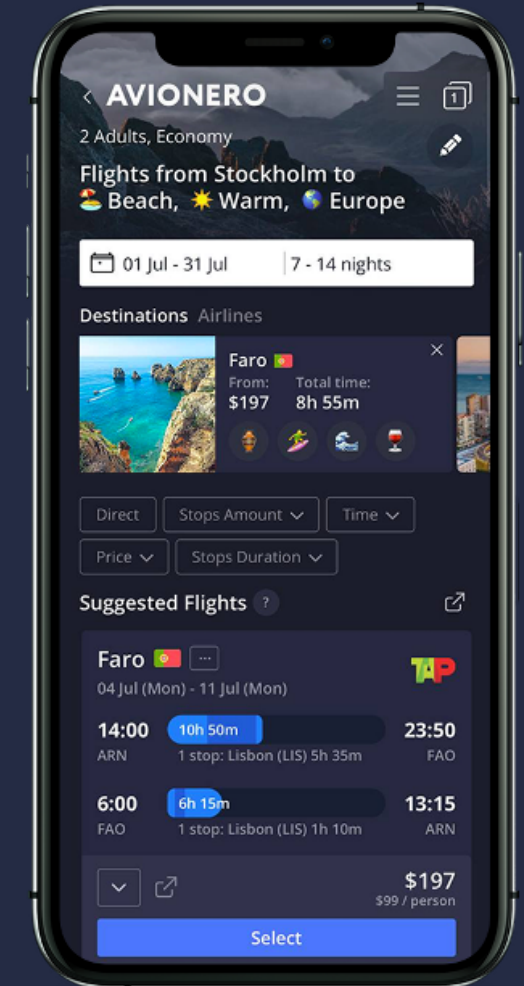 AVIONERO
1
2 Adults, Economy
Flights from Stockholm to
🏖 Beach, ☀ Warm, 🌍 Europe
01 Jul - 31 Jul 7 - 14 nights
Destinations Airlines
Faro 🇵🇹
From: Total time:
$197 8h 55m
Direct Stops Amount Time
Price Stops Duration
Suggested Flights ?
Faro 🇵🇹 ...
TAP
04 Jul (Mon) - 11 Jul (Mon)
14:00 10h 50m 23:50
ARN 1 stop: Lisbon (LIS) 5h 35m FAO
6:00 6h 15m 13:15
FAO 1 stop: Lisbon (LIS) 1h 10m ARN
$197
$99 / person
Select